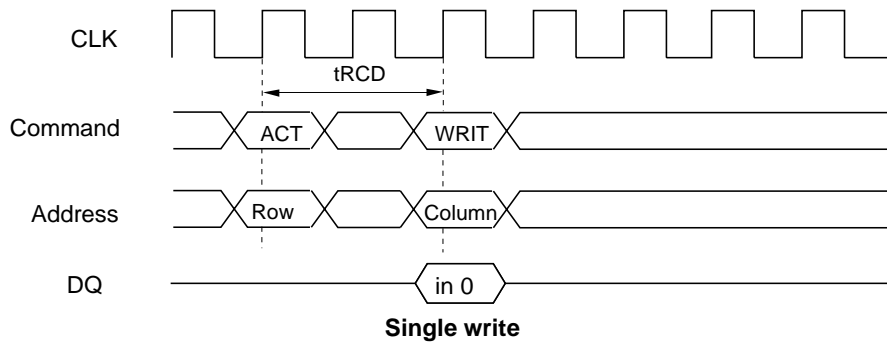 CLK
tRCD
Command ACT WRIT
Address Row Column
DQ in 0
Single write